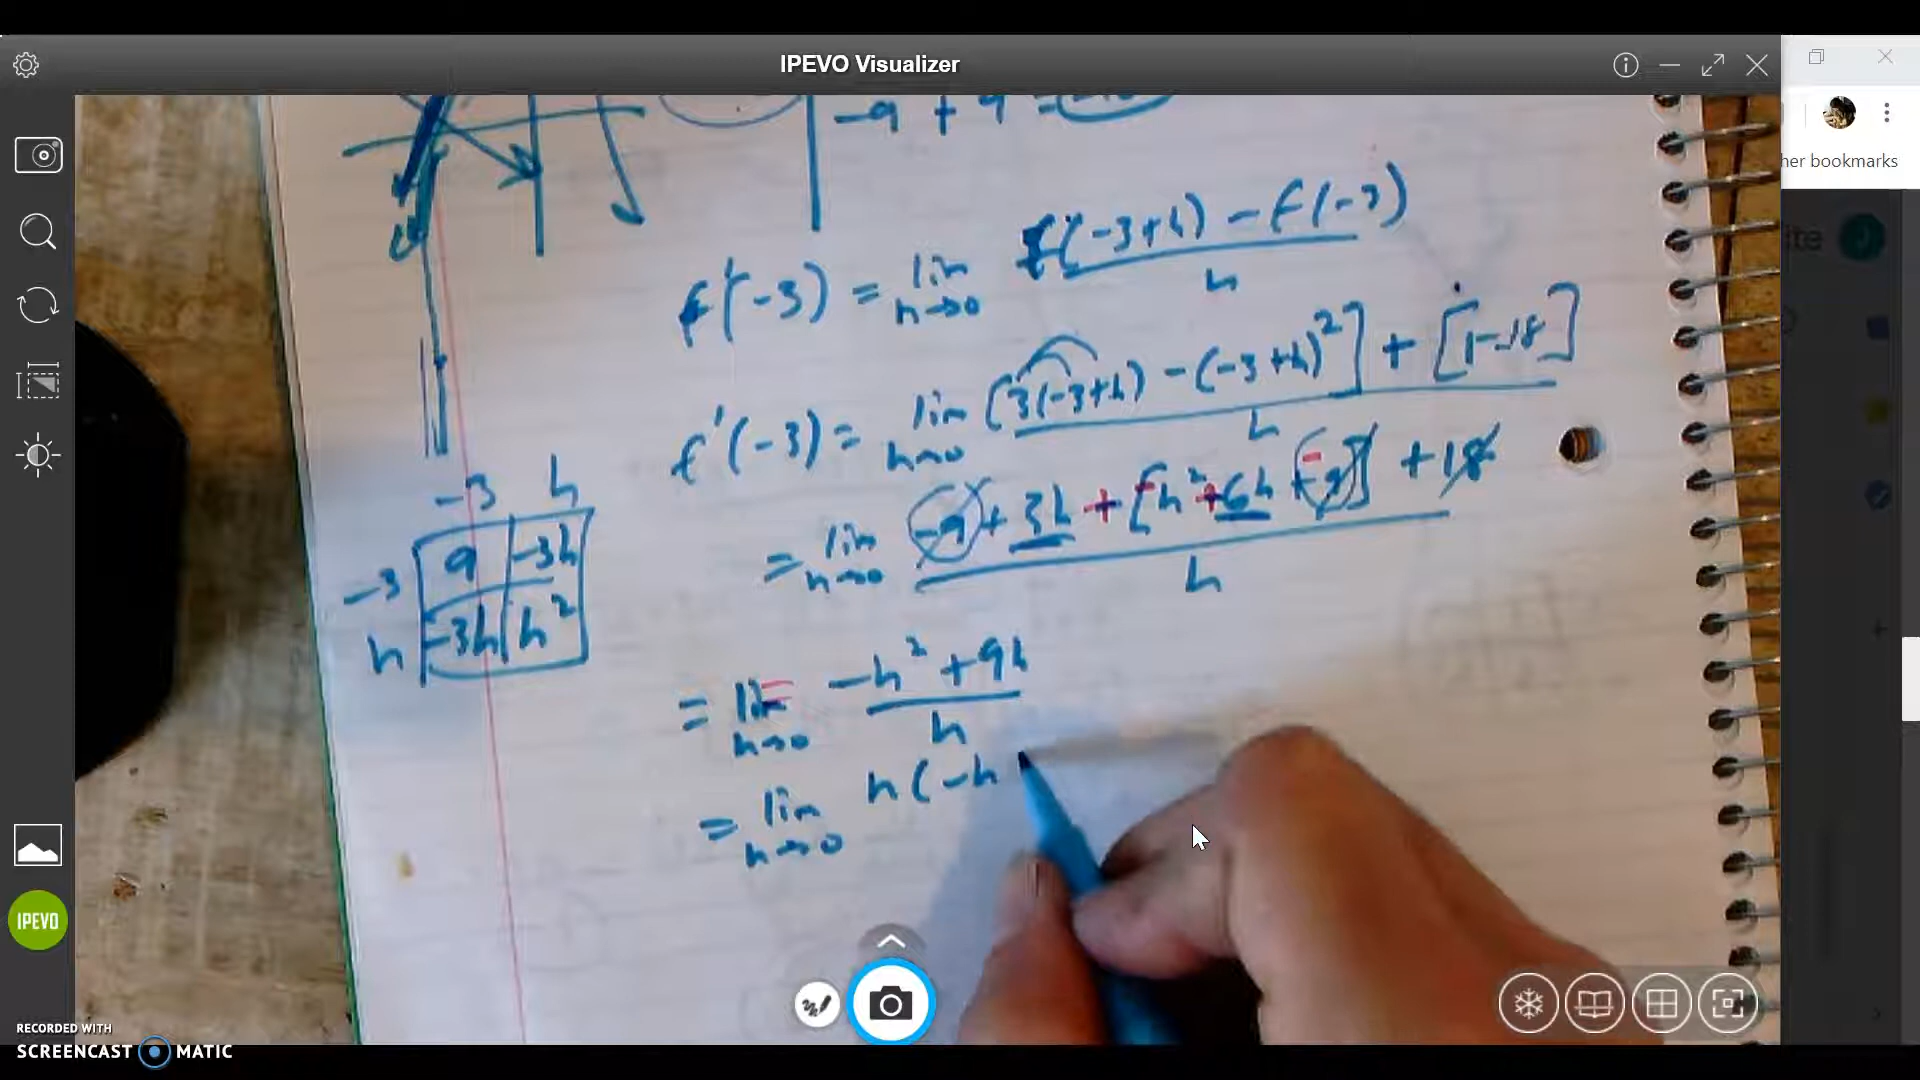 IPEVO Visualizer
her bookmarks
-9 + 9
f(-3+h) - f(-3)
f'(-3) = lim
h→0
h
[3(-3+h) - (-3+h)²] + [--18]
f'(-3) = lim
h→0
h
-9 + 3h + [-h² + 6h - 9] + 18
= lim
h→0
h
-3 h
-3 9 -3h
h -3h h²
-h² + 9h
= lim
h→0
h
= lim h(-h
h→0
IPEVO
RECORDED WITH
SCREENCAST MATIC